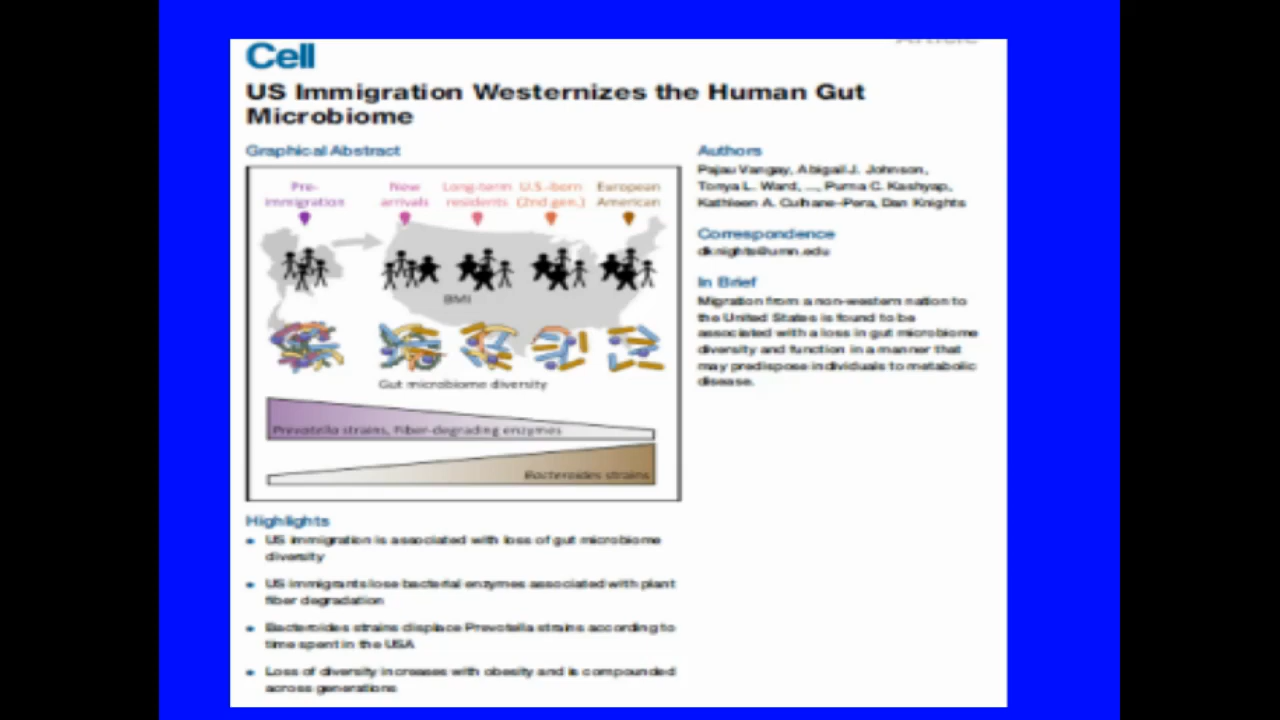 Article
Cell
US Immigration Westernizes the Human Gut
Microbiome
Graphical Abstract
Pre-
immigration
New
arrivals
Long-term
residents
U.S.-born
(2nd gen.)
European
American
BMI
Gut microbiome diversity
Prevotella strains, Fiber-degrading enzymes
Bacteroides strains
Highlights
• US immigration is associated with loss of gut microbiome
diversity
• US immigrants lose bacterial enzymes associated with plant
fiber degradation
• Bacteroides strains displace Prevotella strains according to
time spent in the USA
• Loss of diversity increases with obesity and is compounded
across generations
Authors
Pajau Vangay, Abigail J. Johnson,
Tonya L. Ward, ..., Purna C. Kashyap,
Kathleen A. Culhane-Pera, Dan Knights
Correspondence
dknights@umn.edu
In Brief
Migration from a non-western nation to
the United States is found to be
associated with a loss in gut microbiome
diversity and function in a manner that
may predispose individuals to metabolic
disease.